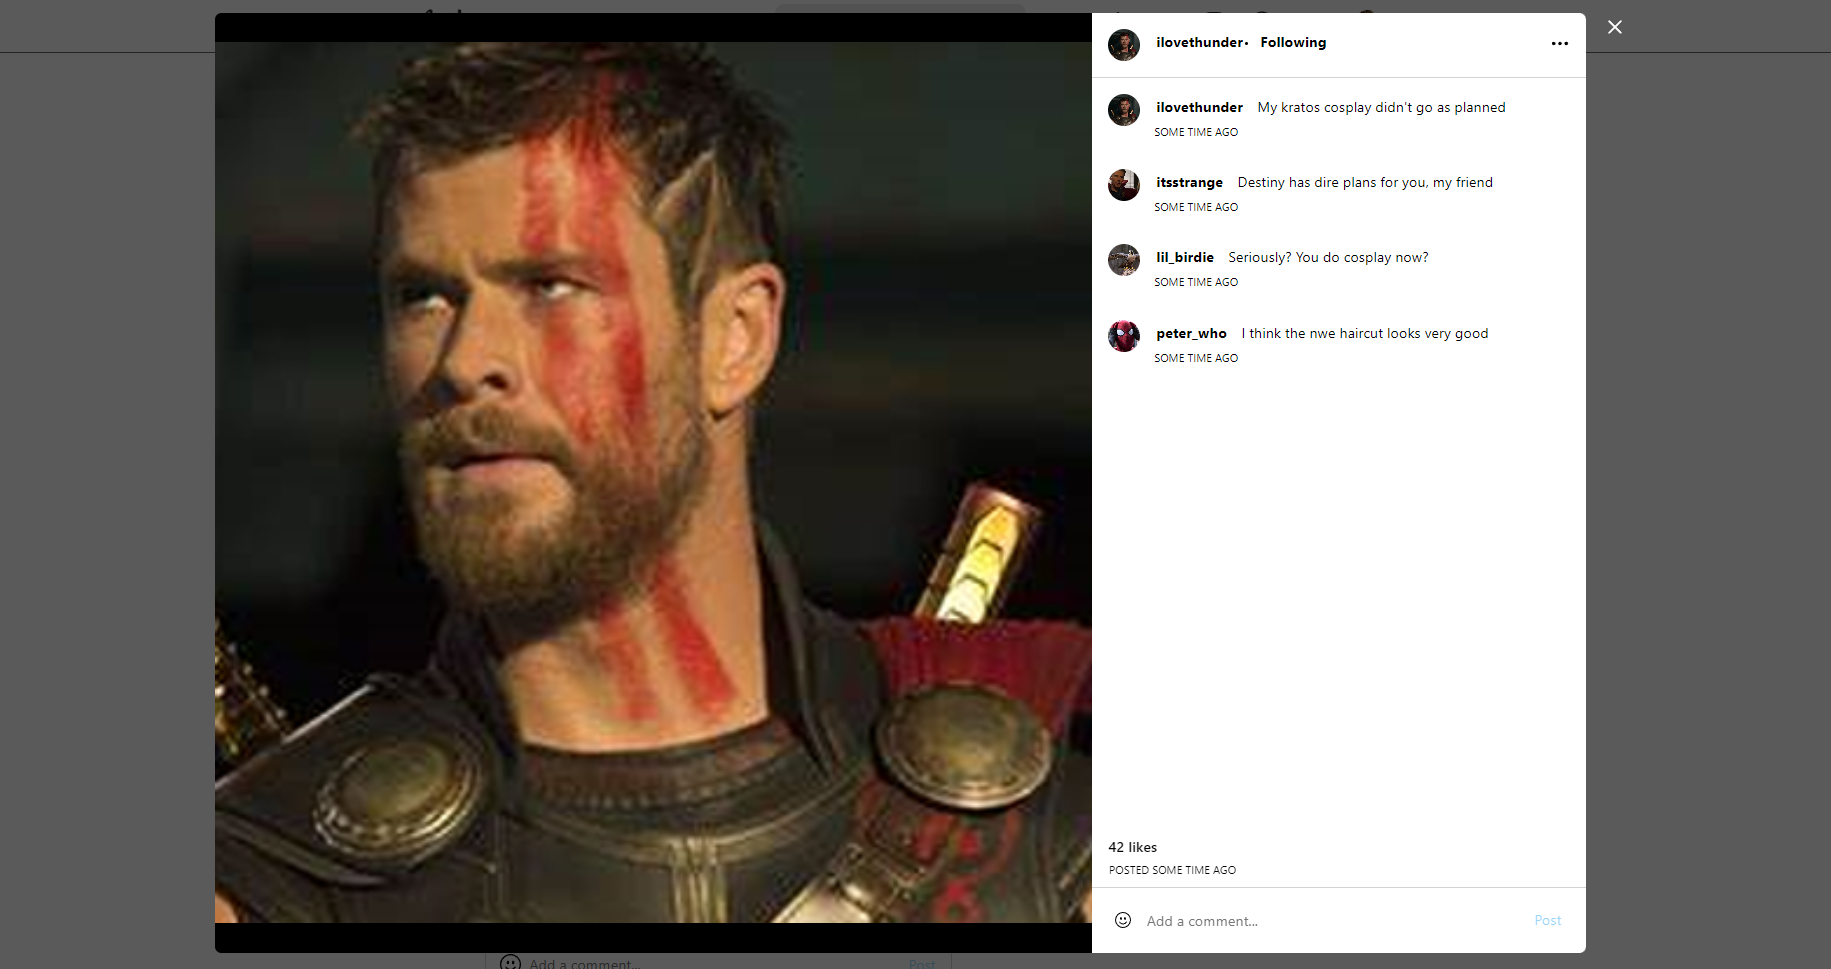 ilovethunder• Following
ilovethunder My kratos cosplay didn't go as planned
SOME TIME AGO
itsstrange Destiny has dire plans for you, my friend
SOME TIME AGO
lil_birdie Seriously? You do cosplay now?
SOME TIME AGO
peter_who I think the nwe haircut looks very good
SOME TIME AGO
42 likes
POSTED SOME TIME AGO
Add a comment... Post
Add a comment... Post